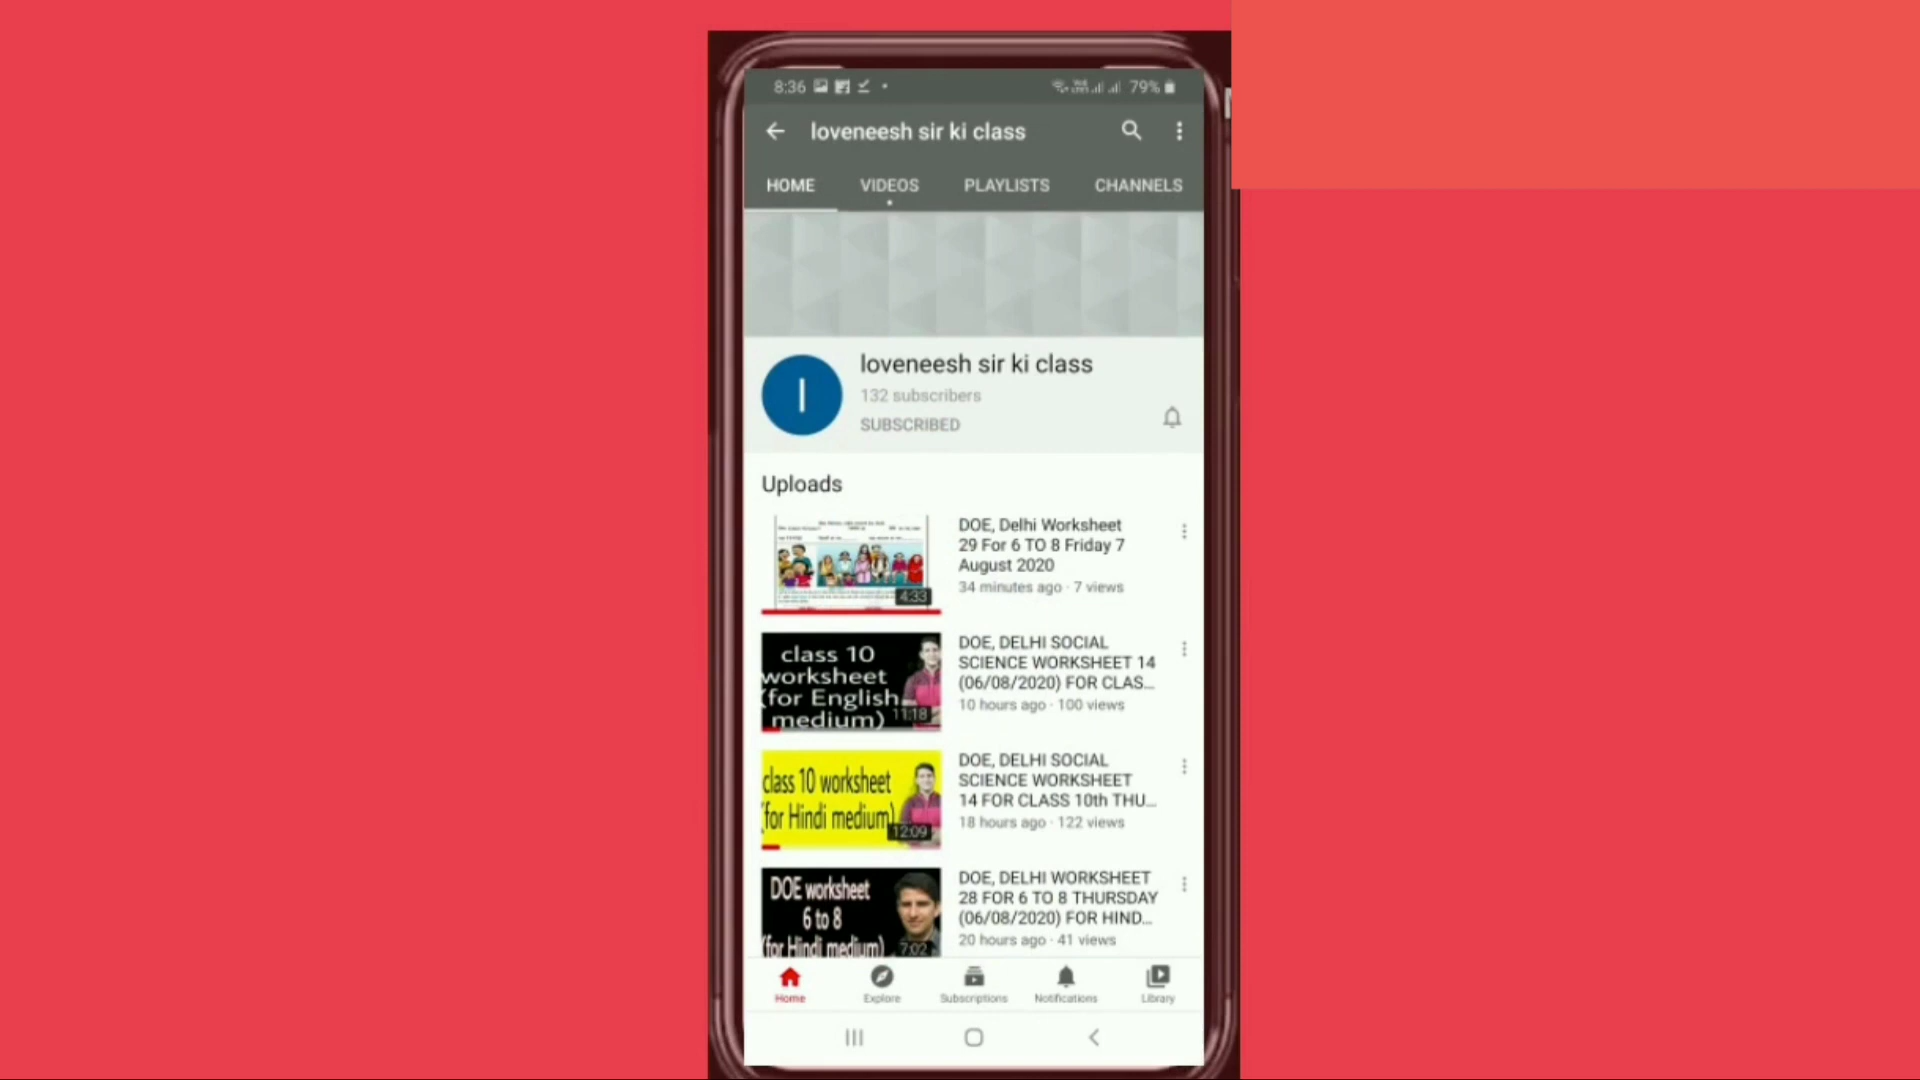 8:36
79%
loveneesh sir ki class
HOME VIDEOS PLAYLISTS CHANNELS
l
loveneesh sir ki class
132 subscribers
SUBSCRIBED
Uploads
4:33
DOE, Delhi Worksheet
29 For 6 TO 8 Friday 7
August 2020
34 minutes ago · 7 views
class 10
worksheet
(for English
medium)
11:18
DOE, DELHI SOCIAL
SCIENCE WORKSHEET 14
(06/08/2020) FOR CLAS...
10 hours ago · 100 views
class 10 worksheet
(for Hindi medium)
12:09
DOE, DELHI SOCIAL
SCIENCE WORKSHEET
14 FOR CLASS 10th THU...
18 hours ago · 122 views
DOE worksheet
6 to 8
(for Hindi medium)
7:02
DOE, DELHI WORKSHEET
28 FOR 6 TO 8 THURSDAY
(06/08/2020) FOR HIND...
20 hours ago · 41 views
Home Explore Subscriptions Notifications Library